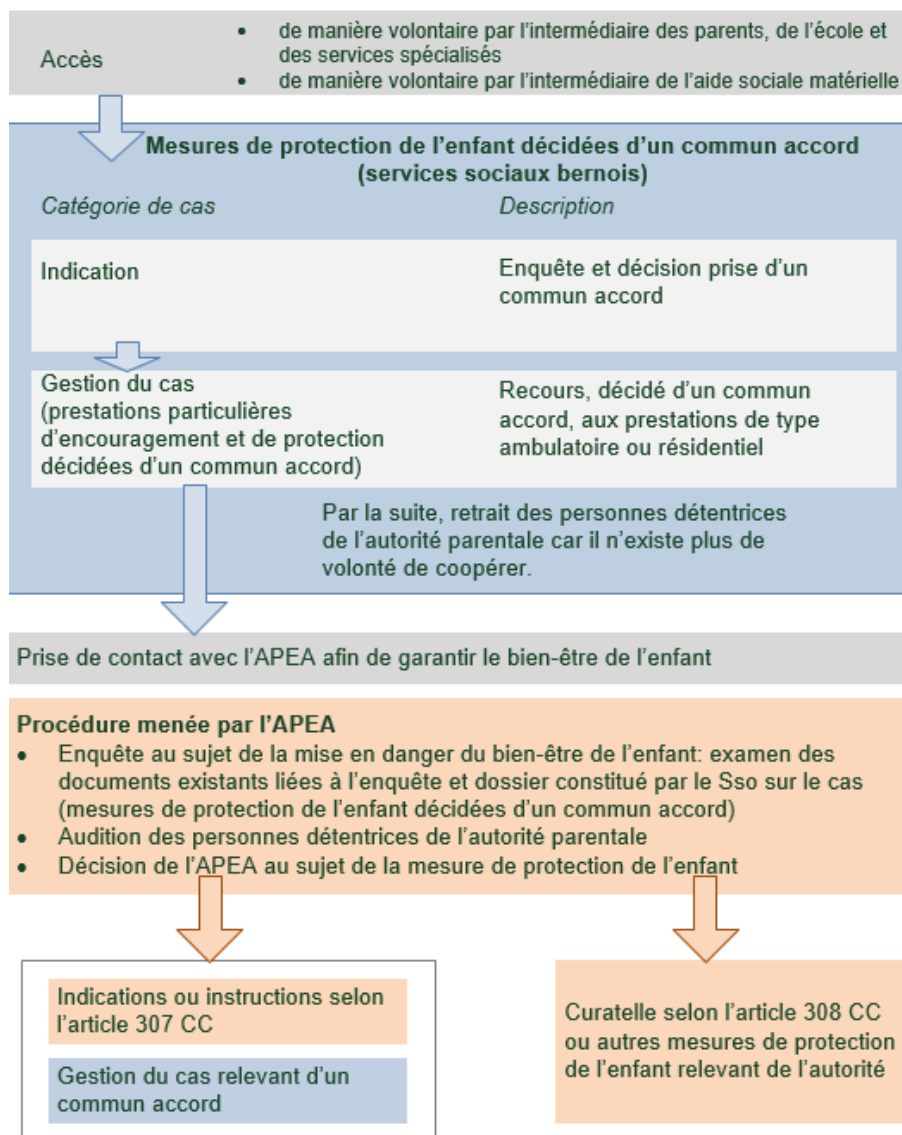 Accès
• de manière volontaire par l'intermédiaire des parents, de l'école et
des services spécialisés
• de manière volontaire par l'intermédiaire de l'aide sociale matérielle
Mesures de protection de l'enfant décidées d'un commun accord
(services sociaux bernois)
Catégorie de cas
Description
Indication
Enquête et décision prise d'un
commun accord
Gestion du cas
(prestations particulières
d'encouragement et de protection
décidées d'un commun accord)
Recours, décidé d'un commun
accord, aux prestations de type
ambulatoire ou résidentiel
Par la suite, retrait des personnes détentrices
de l'autorité parentale car il n'existe plus de
volonté de coopérer.
Prise de contact avec l'APEA afin de garantir le bien-être de l'enfant
Procédure menée par l'APEA
• Enquête au sujet de la mise en danger du bien-être de l'enfant: examen des
documents existants liées à l'enquête et dossier constitué par le Sso sur le cas
(mesures de protection de l'enfant décidées d'un commun accord)
• Audition des personnes détentrices de l'autorité parentale
• Décision de l'APEA au sujet de la mesure de protection de l'enfant
Indications ou instructions selon
l'article 307 CC
Gestion du cas relevant d'un
commun accord
Curatelle selon l'article 308 CC
ou autres mesures de protection
de l'enfant relevant de l'autorité